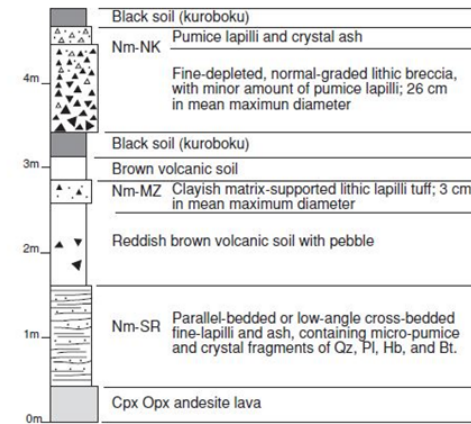 Black soil (kuroboku)
Nm-NK Pumice lapilli and crystal ash
Fine-depleted, normal-graded lithic breccia,
with minor amount of pumice lapilli; 26 cm
in mean maximun diameter
4m
Black soil (kuroboku)
3m
Brown volcanic soil
Nm-MZ Clayish matrix-supported lithic lapilli tuff; 3 cm
in mean maximum diameter
Reddish brown volcanic soil with pebble
2m
Nm-SR Parallel-bedded or low-angle cross-bedded
fine-lapilli and ash, containing micro-pumice
and crystal fragments of Qz, Pl, Hb, and Bt.
1m
Cpx Opx andesite lava
0m